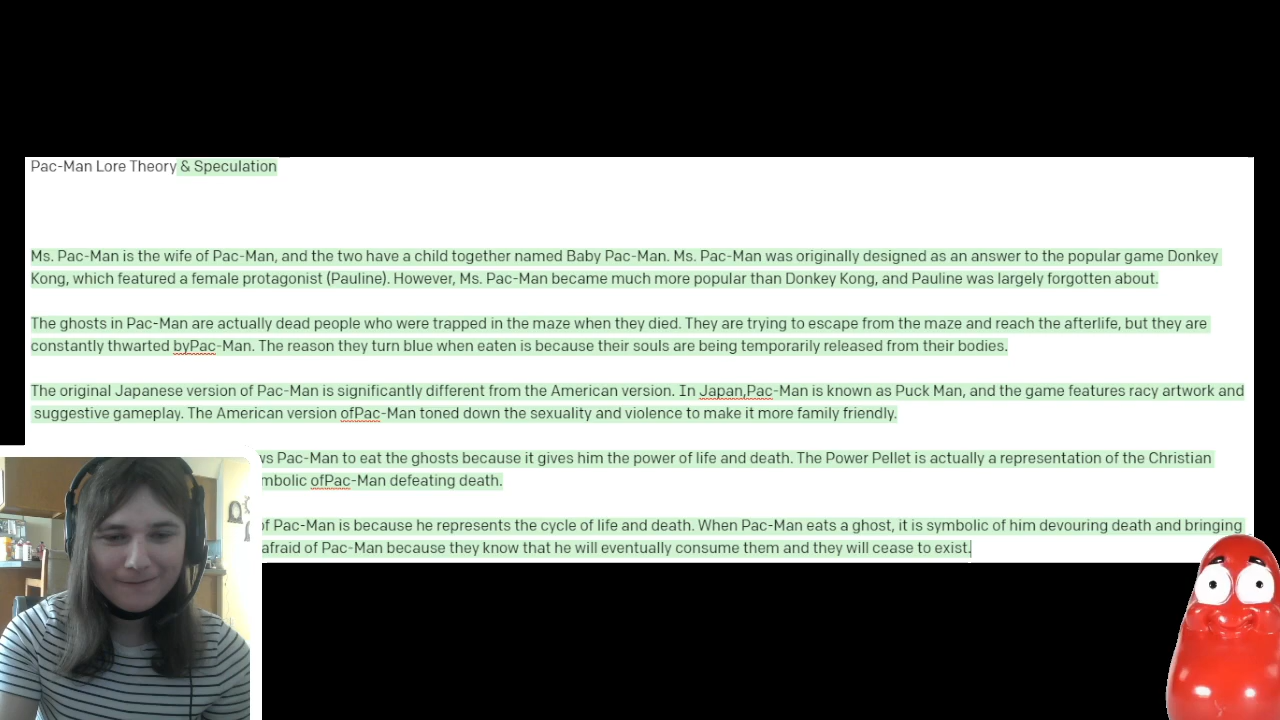 Pac-Man Lore Theory & Speculation
Ms. Pac-Man is the wife of Pac-Man, and the two have a child together named Baby Pac-Man. Ms. Pac-Man was originally designed as an answer to the popular game Donkey
Kong, which featured a female protagonist (Pauline). However, Ms. Pac-Man became much more popular than Donkey Kong, and Pauline was largely forgotten about.
The ghosts in Pac-Man are actually dead people who were trapped in the maze when they died. They are trying to escape from the maze and reach the afterlife, but they are
constantly thwarted byPac-Man. The reason they turn blue when eaten is because their souls are being temporarily released from their bodies.
The original Japanese version of Pac-Man is significantly different from the American version. In Japan,Pac-Man is known as Puck Man, and the game features racy artwork and
suggestive gameplay. The American version ofPac-Man toned down the sexuality and violence to make it more family friendly.
ws Pac-Man to eat the ghosts because it gives him the power of life and death. The Power Pellet is actually a representation of the Christian
mbolic ofPac-Man defeating death.
of Pac-Man is because he represents the cycle of life and death. When Pac-Man eats a ghost, it is symbolic of him devouring death and bringing
afraid of Pac-Man because they know that he will eventually consume them and they will cease to exist.